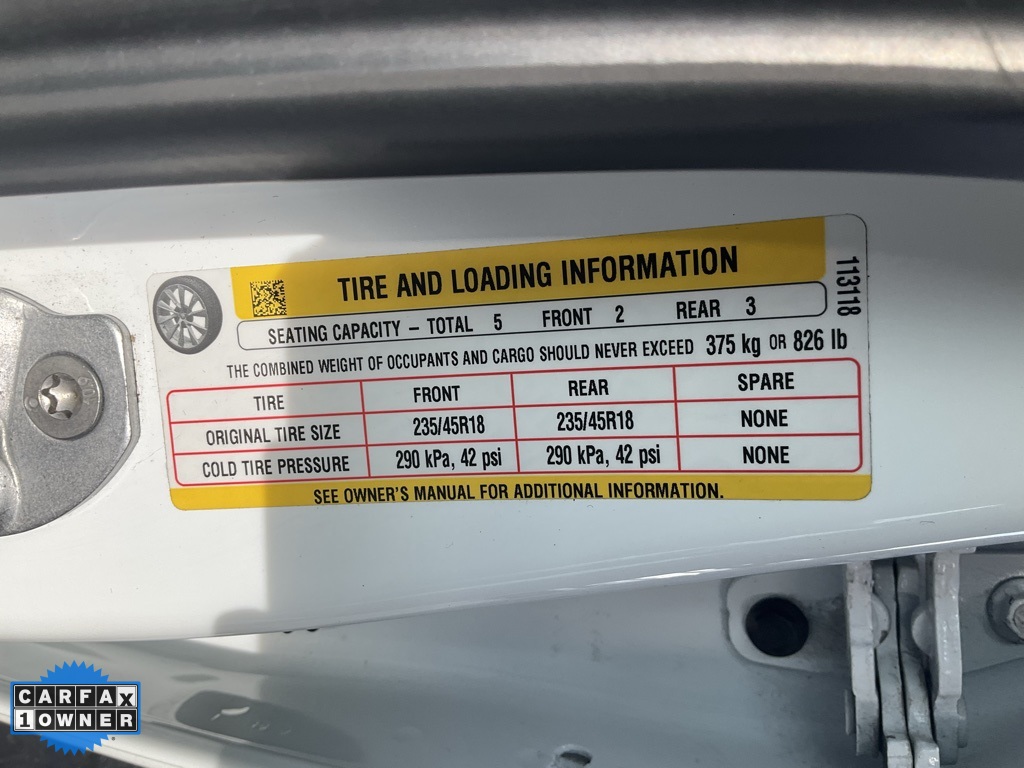 TIRE AND LOADING INFORMATION
113118
SEATING CAPACITY – TOTAL 5 FRONT 2 REAR 3
THE COMBINED WEIGHT OF OCCUPANTS AND CARGO SHOULD NEVER EXCEED 375 kg OR 826 lb
TIRE FRONT REAR SPARE
ORIGINAL TIRE SIZE 235/45R18 235/45R18 NONE
COLD TIRE PRESSURE 290 kPa, 42 psi 290 kPa, 42 psi NONE
SEE OWNER'S MANUAL FOR ADDITIONAL INFORMATION.
CARFAX
1 OWNER